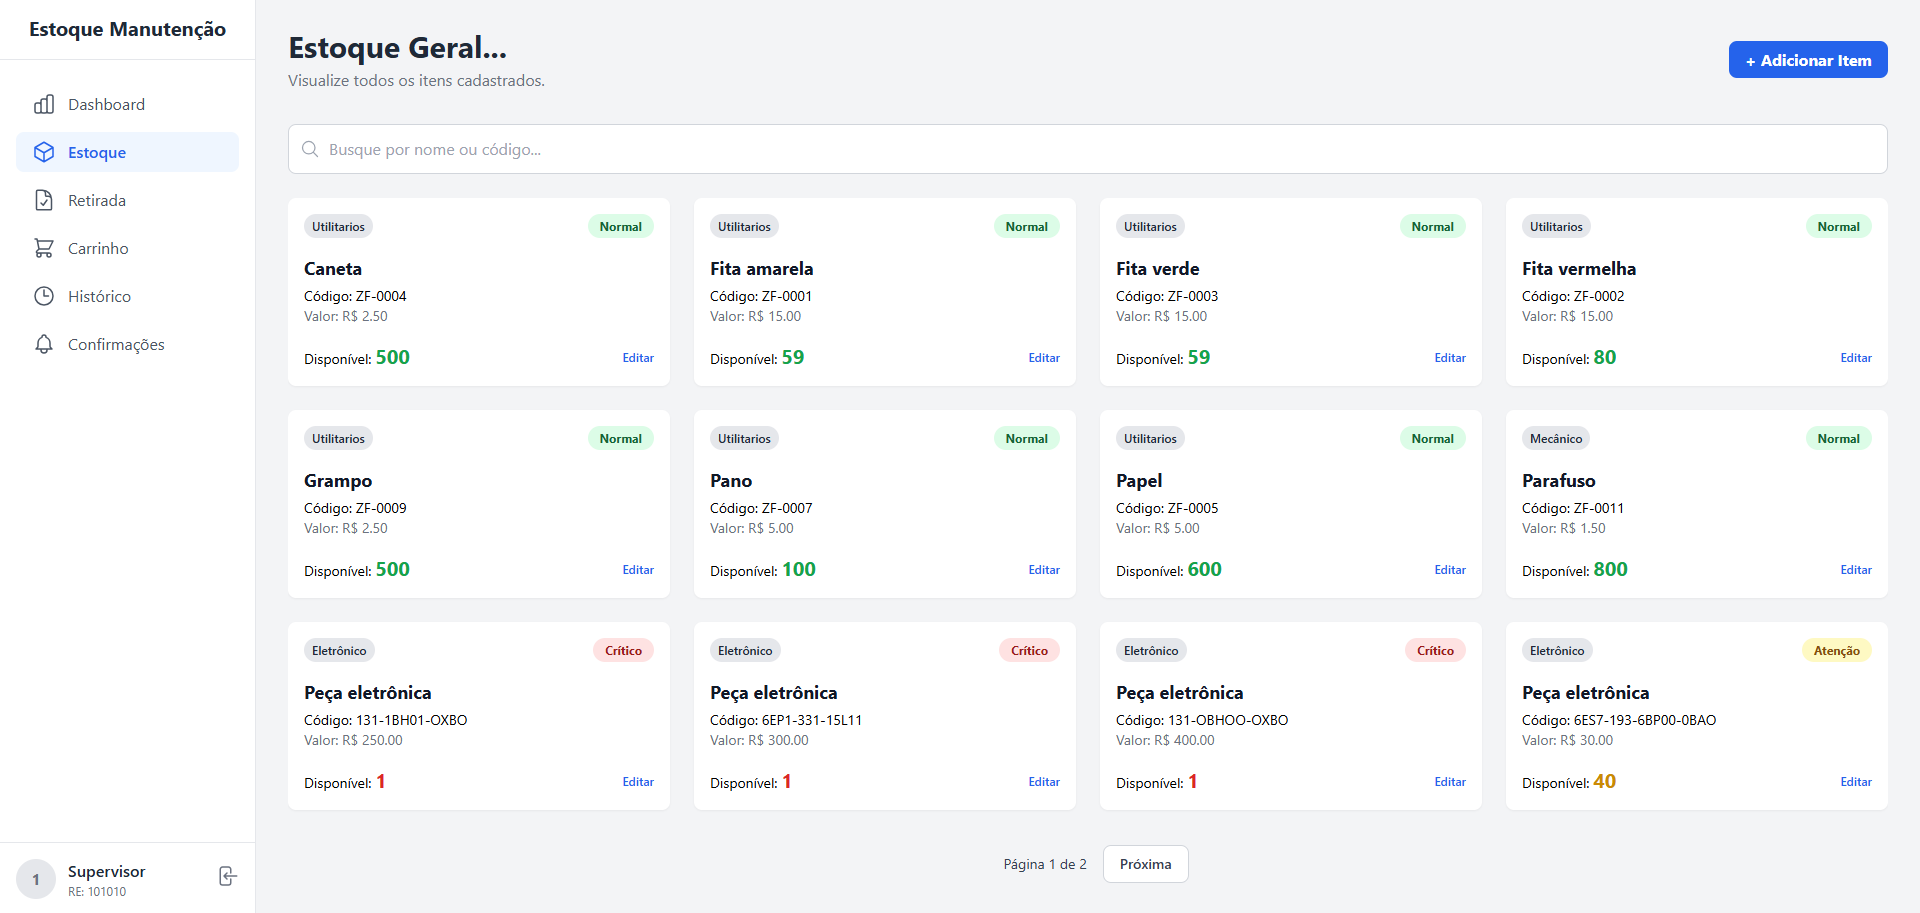 Estoque Manutenção
Dashboard
Estoque
Retirada
Carrinho
Histórico
Confirmações
1
Supervisor
RE: 101010
Estoque Geral...
Visualize todos os itens cadastrados.
+ Adicionar Item
Busque por nome ou código...
Utilitarios
Normal
Caneta
Código: ZF-0004
Valor: R$ 2.50
Disponível: 500
Editar
Utilitarios
Normal
Fita amarela
Código: ZF-0001
Valor: R$ 15.00
Disponível: 59
Editar
Utilitarios
Normal
Fita verde
Código: ZF-0003
Valor: R$ 15.00
Disponível: 59
Editar
Utilitarios
Normal
Fita vermelha
Código: ZF-0002
Valor: R$ 15.00
Disponível: 80
Editar
Utilitarios
Normal
Grampo
Código: ZF-0009
Valor: R$ 2.50
Disponível: 500
Editar
Utilitarios
Normal
Pano
Código: ZF-0007
Valor: R$ 5.00
Disponível: 100
Editar
Utilitarios
Normal
Papel
Código: ZF-0005
Valor: R$ 5.00
Disponível: 600
Editar
Mecânico
Normal
Parafuso
Código: ZF-0011
Valor: R$ 1.50
Disponível: 800
Editar
Eletrônico
Crítico
Peça eletrônica
Código: 131-1BH01-OXBO
Valor: R$ 250.00
Disponível: 1
Editar
Eletrônico
Crítico
Peça eletrônica
Código: 6EP1-331-15L11
Valor: R$ 300.00
Disponível: 1
Editar
Eletrônico
Crítico
Peça eletrônica
Código: 131-OBHOO-OXBO
Valor: R$ 400.00
Disponível: 1
Editar
Eletrônico
Atenção
Peça eletrônica
Código: 6ES7-193-6BP00-0BAO
Valor: R$ 30.00
Disponível: 40
Editar
Página 1 de 2
Próxima